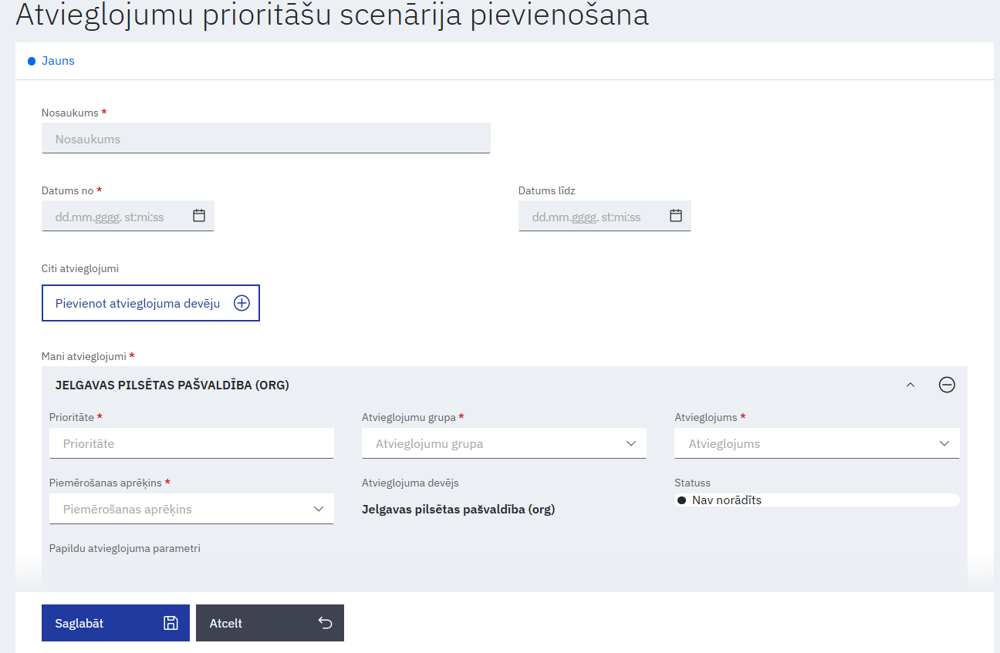 Atvieglojumu prioritāšu scenārija pievienošana
Jauns
Nosaukums *
Nosaukums
Datums no *
Datums līdz
dd.mm.gggg. st:mi:ss
dd.mm.gggg. st:mi:ss
Citi atvieglojumi
Pievienot atvieglojuma devēju
Mani atvieglojumi *
JELGAVAS PILSĒTAS PAŠVALDĪBA (ORG)
Prioritāte *
Atvieglojumu grupa *
Atvieglojums *
Prioritāte
Atvieglojumu grupa
Atvieglojums
Piemērošanas aprēķins *
Atvieglojuma devējs
Statuss
Piemērošanas aprēķins
Jelgavas pilsētas pašvaldība (org)
Nav norādīts
Papildu atvieglojuma parametri
Saglabāt
Atcelt